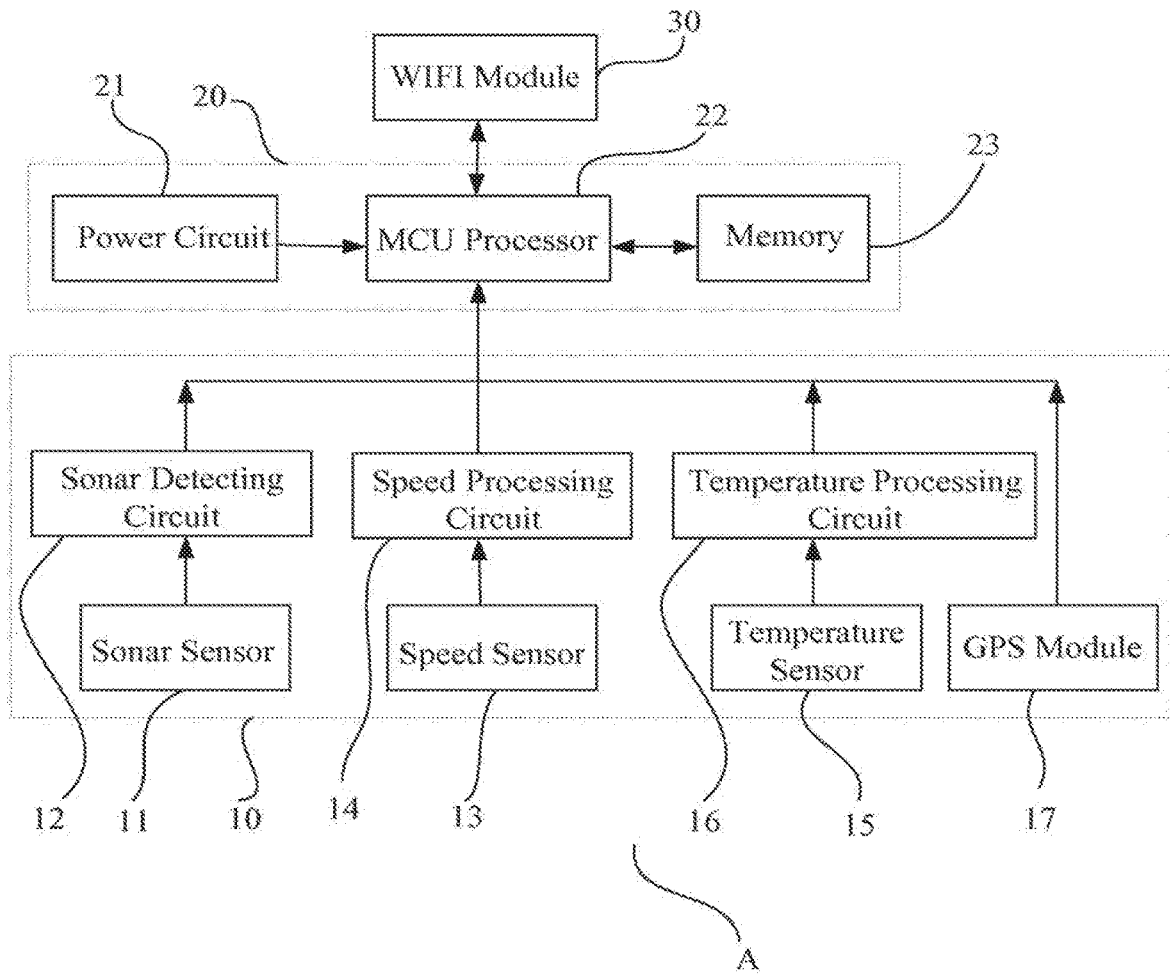 30
WIFI Module
21
20
22
23
Power Circuit
MCU Processor
Memory
Sonar Detecting
Circuit
Speed Processing
Circuit
Temperature Processing
Circuit
Sonar Sensor
Speed Sensor
Temperature
Sensor
GPS Module
12
11
10
14
13
16
15
17
A